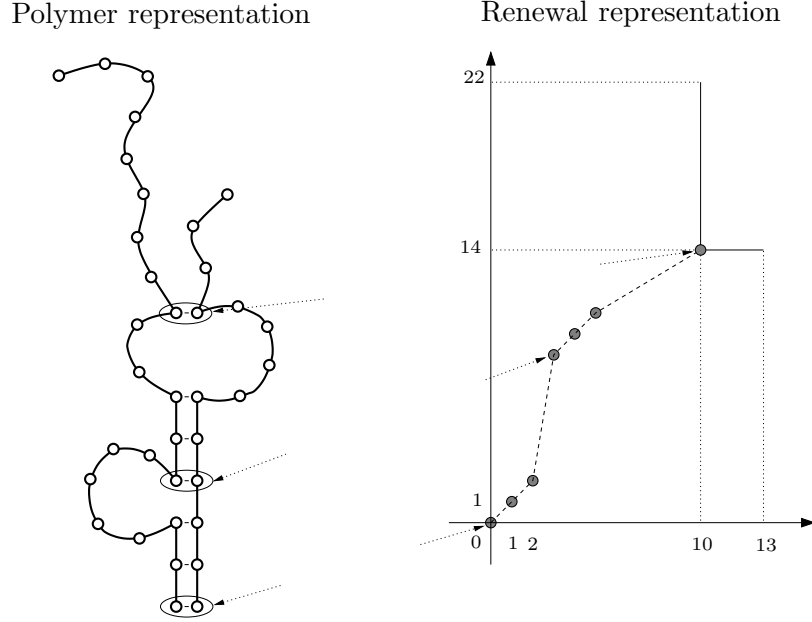 Polymer representation
Renewal representation
22
14
1
0 1 2 10 13